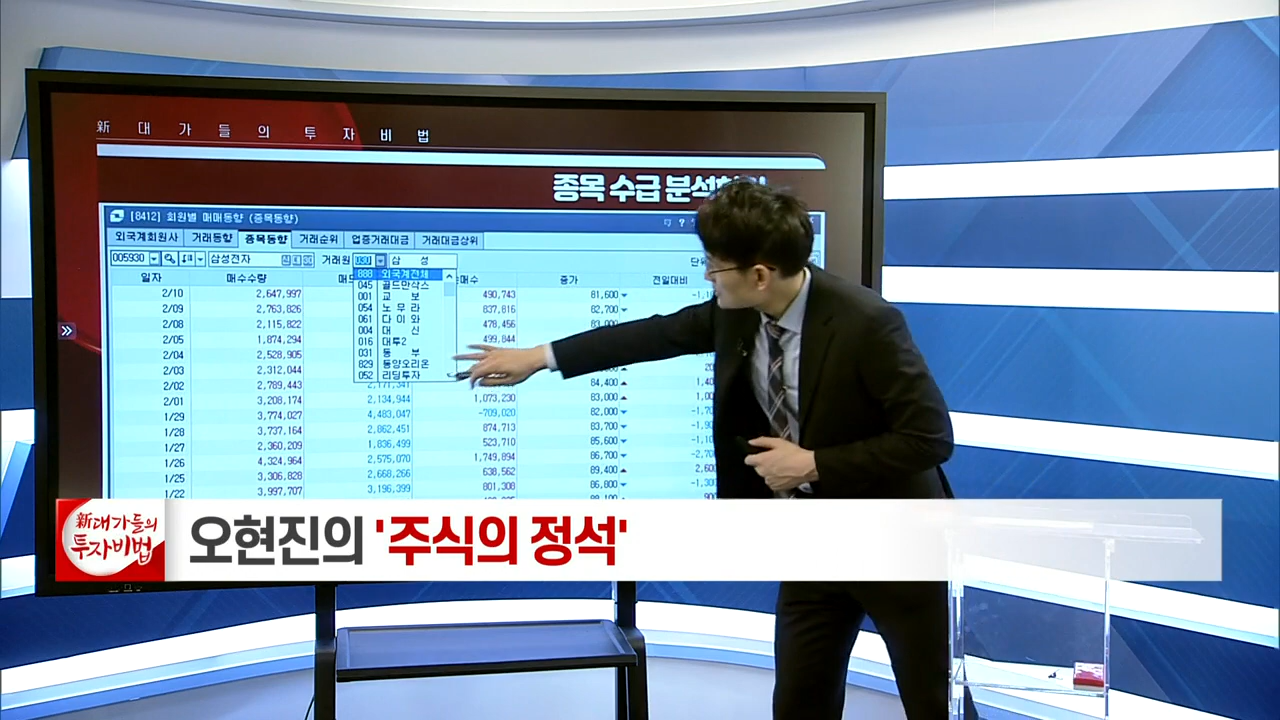 新 대 가 들 의 투 자 비 법
종목 수급 분석
[8412] 회원별 매매동향 (종목동향)
외국계회원사 거래동향 종목동향 거래순위 업종거래대금 거래대금상위
005930 삼성전자 거래원 030 삼 성
일자 매수수량 종가 전일대비
888 외국계전체
045 골드만삭스
001 교 보
054 노 무 라
061 다 이 와
004 대 신
016 대투2
031 동 부
829 동양오리온
052 리딩투자
2/10 2,647,997 490,743 81,600
2/09 2,763,826 837,816 82,700
2/08 2,115,822 478,456 83,000
2/05 1,874,294 499,844
2/04 2,528,905
2/03 2,312,044
2/02 2,789,443 2,171,341 84,400
2/01 3,208,174 2,134,944 1,073,230 83,000
1/29 3,774,027 4,483,047 -709,020 82,000
1/28 3,737,164 2,862,451 874,713 83,700
1/27 2,360,209 1,836,499 523,710 85,600
1/26 4,324,964 2,575,070 1,749,894 86,700
1/25 3,306,828 2,668,266 638,562 89,400
1/22 3,997,707 3,196,399 801,308 86,800
新대가들의
투자비법
오현진의 '주식의 정석'